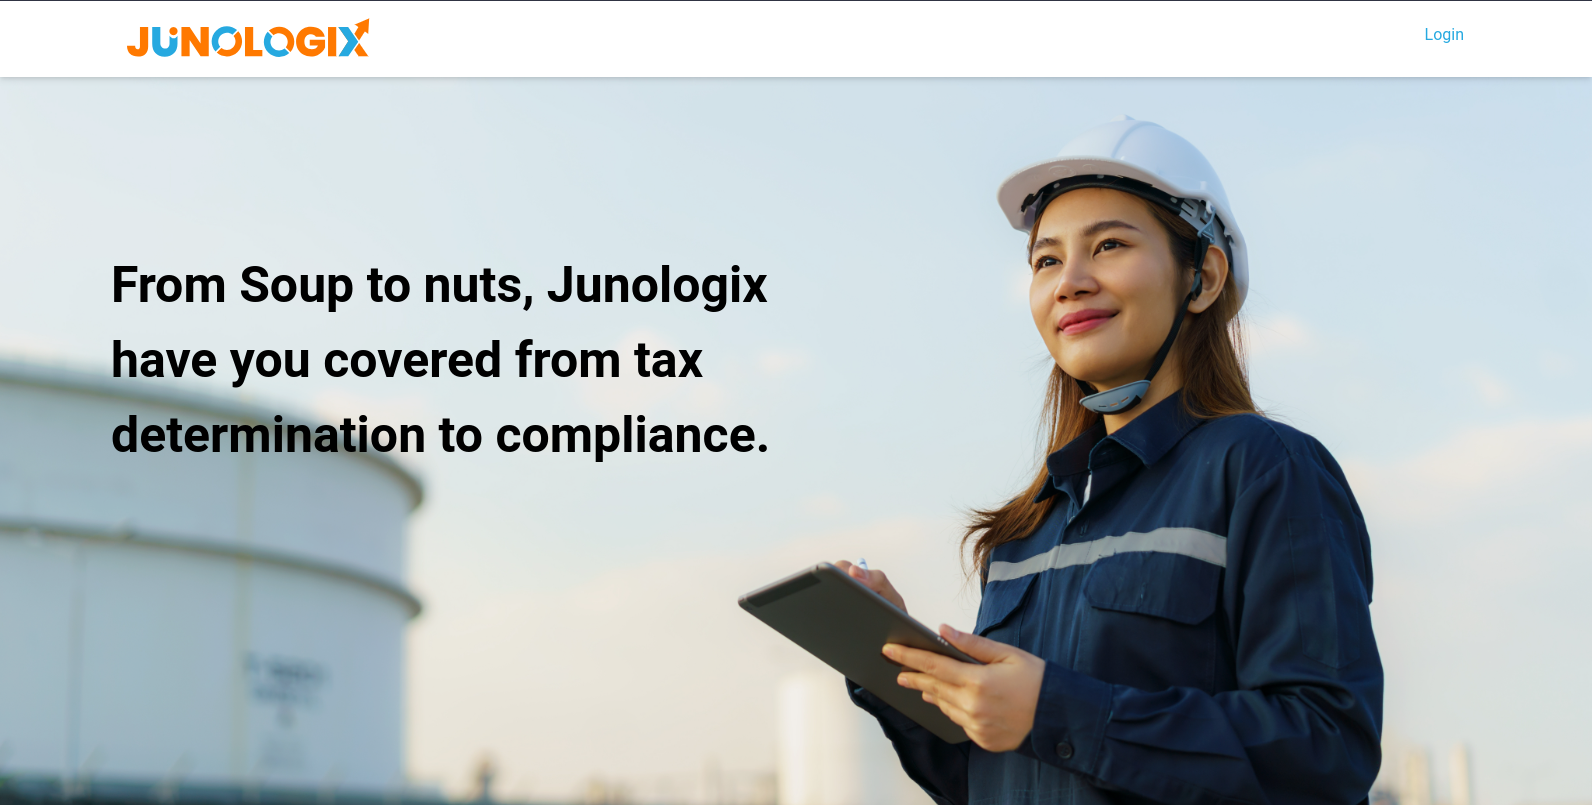 JUNOLOGIX
Login
From Soup to nuts, Junologix
have you covered from tax
determination to compliance.